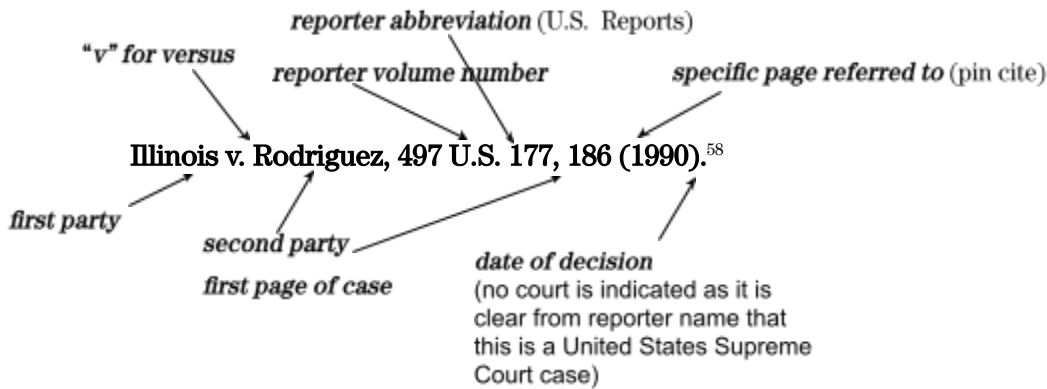 reporter abbreviation (U.S. Reports)
"v" for versus
reporter volume number
specific page referred to (pin cite)
Illinois v. Rodriguez, 497 U.S. 177, 186 (1990).58
first party
second party
first page of case
date of decision
(no court is indicated as it is
clear from reporter name that
this is a United States Supreme
Court case)